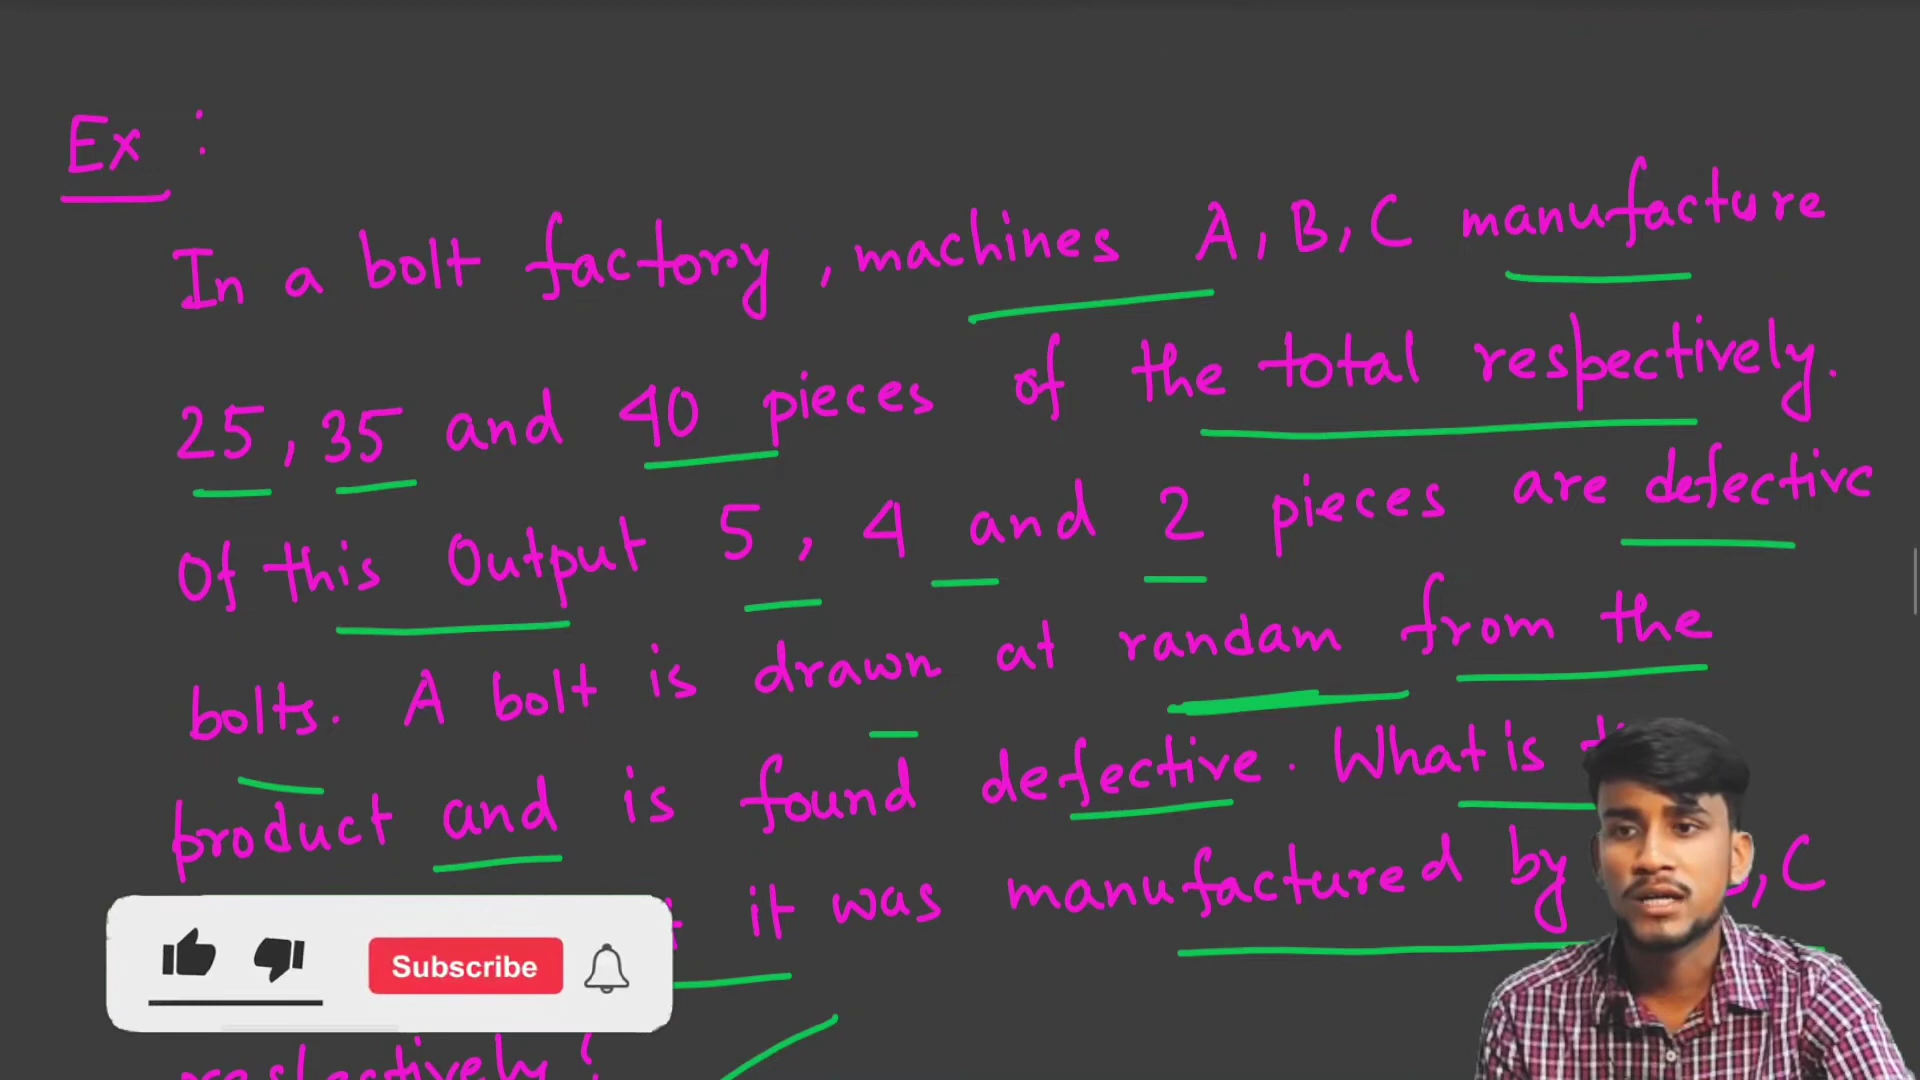 Ex :
In a bolt factory, machines A, B, C manufacture
25, 35 and 40 pieces of the total respectively.
Of this Output 5, 4 and 2 pieces are defective
bolts. A bolt is drawn at randam from the
product and is found defective. What is
it was manufactured by C
Subscribe